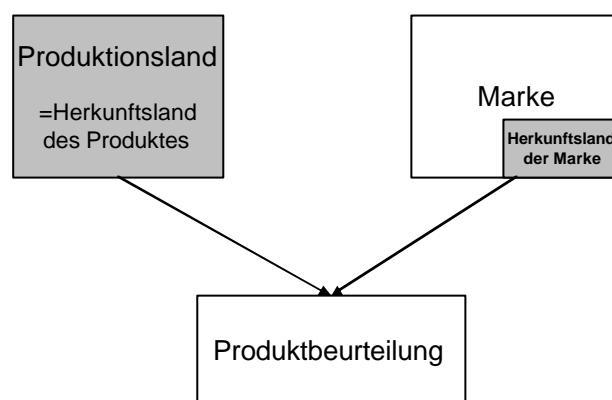 Produktionsland
=Herkunftsland
des Produktes
Marke
Herkunftsland
der Marke
Produktbeurteilung